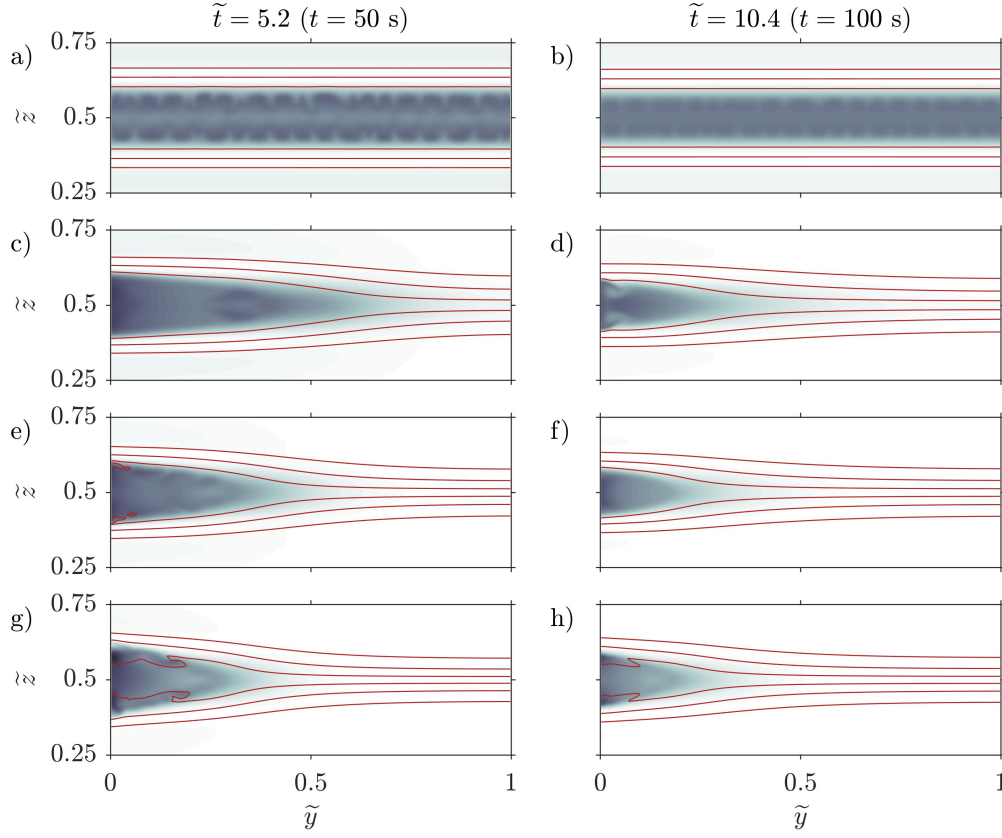 t̃ = 5.2 (t = 50 s)
t̃ = 10.4 (t = 100 s)
a)
b)
0.75
z̃
0.5
0.25
c)
d)
0.75
z̃
0.5
0.25
e)
f)
0.75
z̃
0.5
0.25
g)
h)
0.75
z̃
0.5
0.25
0
0.5
1
0
0.5
1
ỹ
ỹ